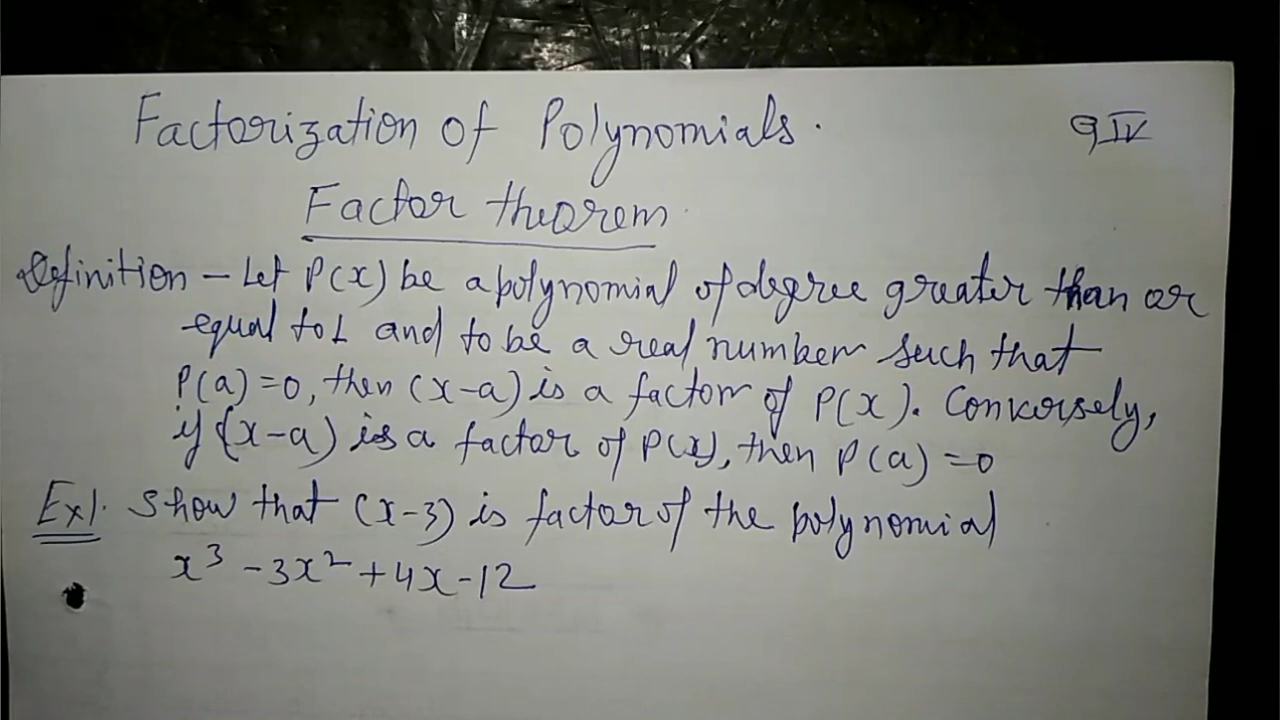 Factorization of Polynomials.
9 IV
Factor theorem
Definition - Let P(x) be a polynomial of degree greater than or
equal to 1 and to be a real number such that
P(a)=0, then (x-a) is a factor of P(x). Conversely,
if (x-a) is a factor of P(x), then P(a)=0
Ex1. Show that (x-3) is factor of the polynomial
x³ -3x² +4x-12